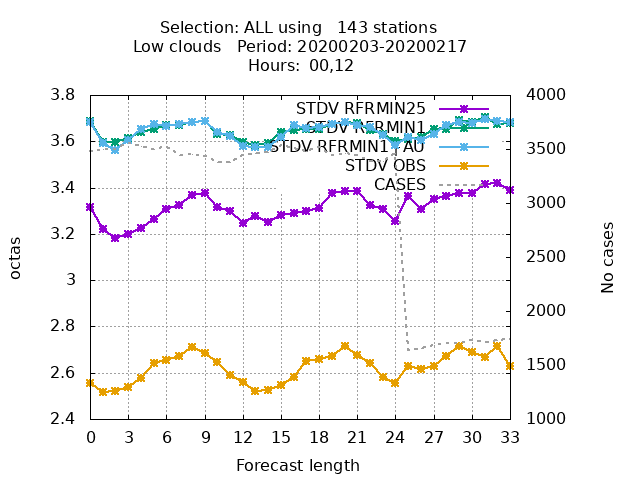 Selection: ALL using   143 stations
Low clouds   Period: 20200203-20200217
Hours:  00,12
3.8
3.6
3.4
3.2
3
2.8
2.6
2.4
octas
STDV RFRMIN25
STDV RFRMIN1
STDV RFRMIN1_TAU
STDV OBS
CASES
4000
3500
3000
2500
2000
1500
1000
No cases
0 3 6 9 12 15 18 21 24 27 30 33
Forecast length